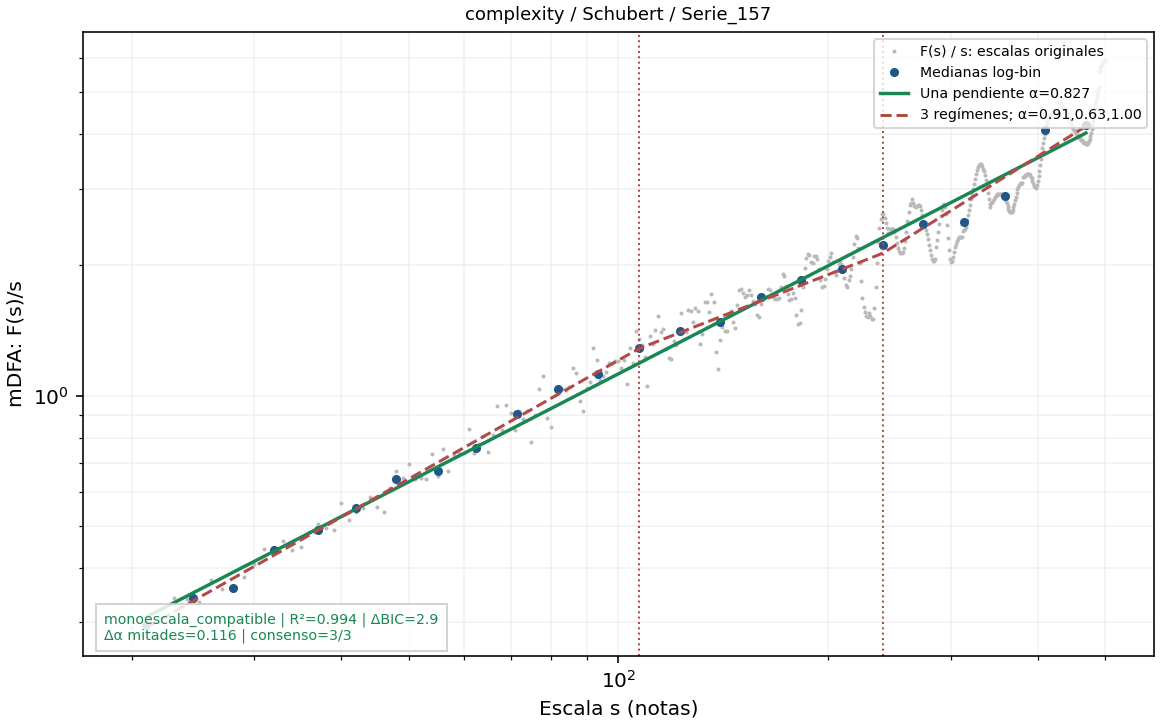 complexity / Schubert / Serie_157
F(s) / s: escalas originales
Medianas log-bin
Una pendiente α=0.827
3 regímenes; α=0.91,0.63,1.00
mDFA: F(s)/s
10⁰
monoescala_compatible | R²=0.994 | ΔBIC=2.9
Δα mitades=0.116 | consenso=3/3
10²
Escala s (notas)